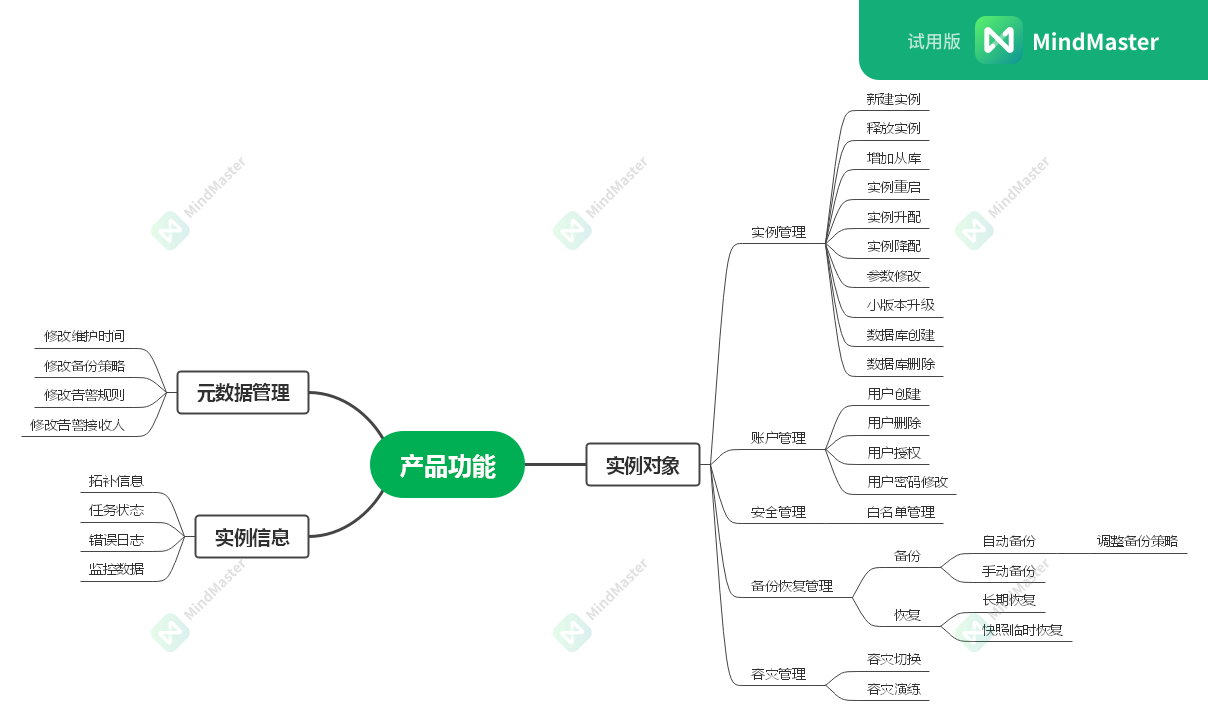 试用版 MindMaster
产品功能
实例对象
实例管理
新建实例
释放实例
增加从库
实例重启
实例升配
实例降配
参数修改
小版本升级
数据库创建
数据库删除
账户管理
用户创建
用户删除
用户授权
用户密码修改
安全管理
白名单管理
备份恢复管理
备份
自动备份
调整备份策略
手动备份
恢复
长期恢复
快照临时恢复
容灾管理
容灾切换
容灾演练
元数据管理
修改维护时间
修改备份策略
修改告警规则
修改告警接收人
实例信息
拓补信息
任务状态
错误日志
监控数据
MindMaster
MindMaster
MindMaster
MindMaster
MindMaster
MindMaster